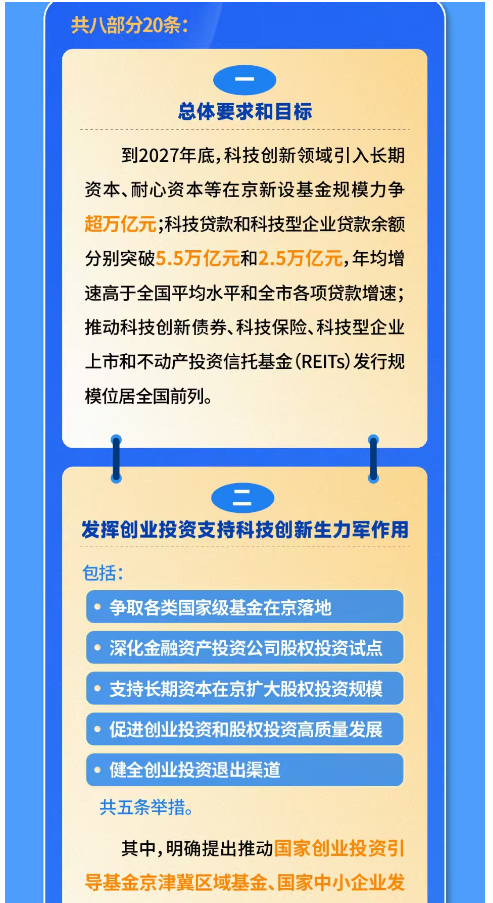 共八部分20条：
一
总体要求和目标
到2027年底，科技创新领域引入长期
资本、耐心资本等在京新设基金规模力争
超万亿元；科技贷款和科技型企业贷款余额
分别突破5.5万亿元和2.5万亿元，年均增
速高于全国平均水平和全市各项贷款增速；
推动科技创新债券、科技保险、科技型企业
上市和不动产投资信托基金（REITs）发行规
模位居全国前列。
二
发挥创业投资支持科技创新生力军作用
包括：
• 争取各类国家级基金在京落地
• 深化金融资产投资公司股权投资试点
• 支持长期资本在京扩大股权投资规模
• 促进创业投资和股权投资高质量发展
• 健全创业投资退出渠道
共五条举措。
其中，明确提出推动国家创业投资引
导基金京津冀区域基金、国家中小企业发